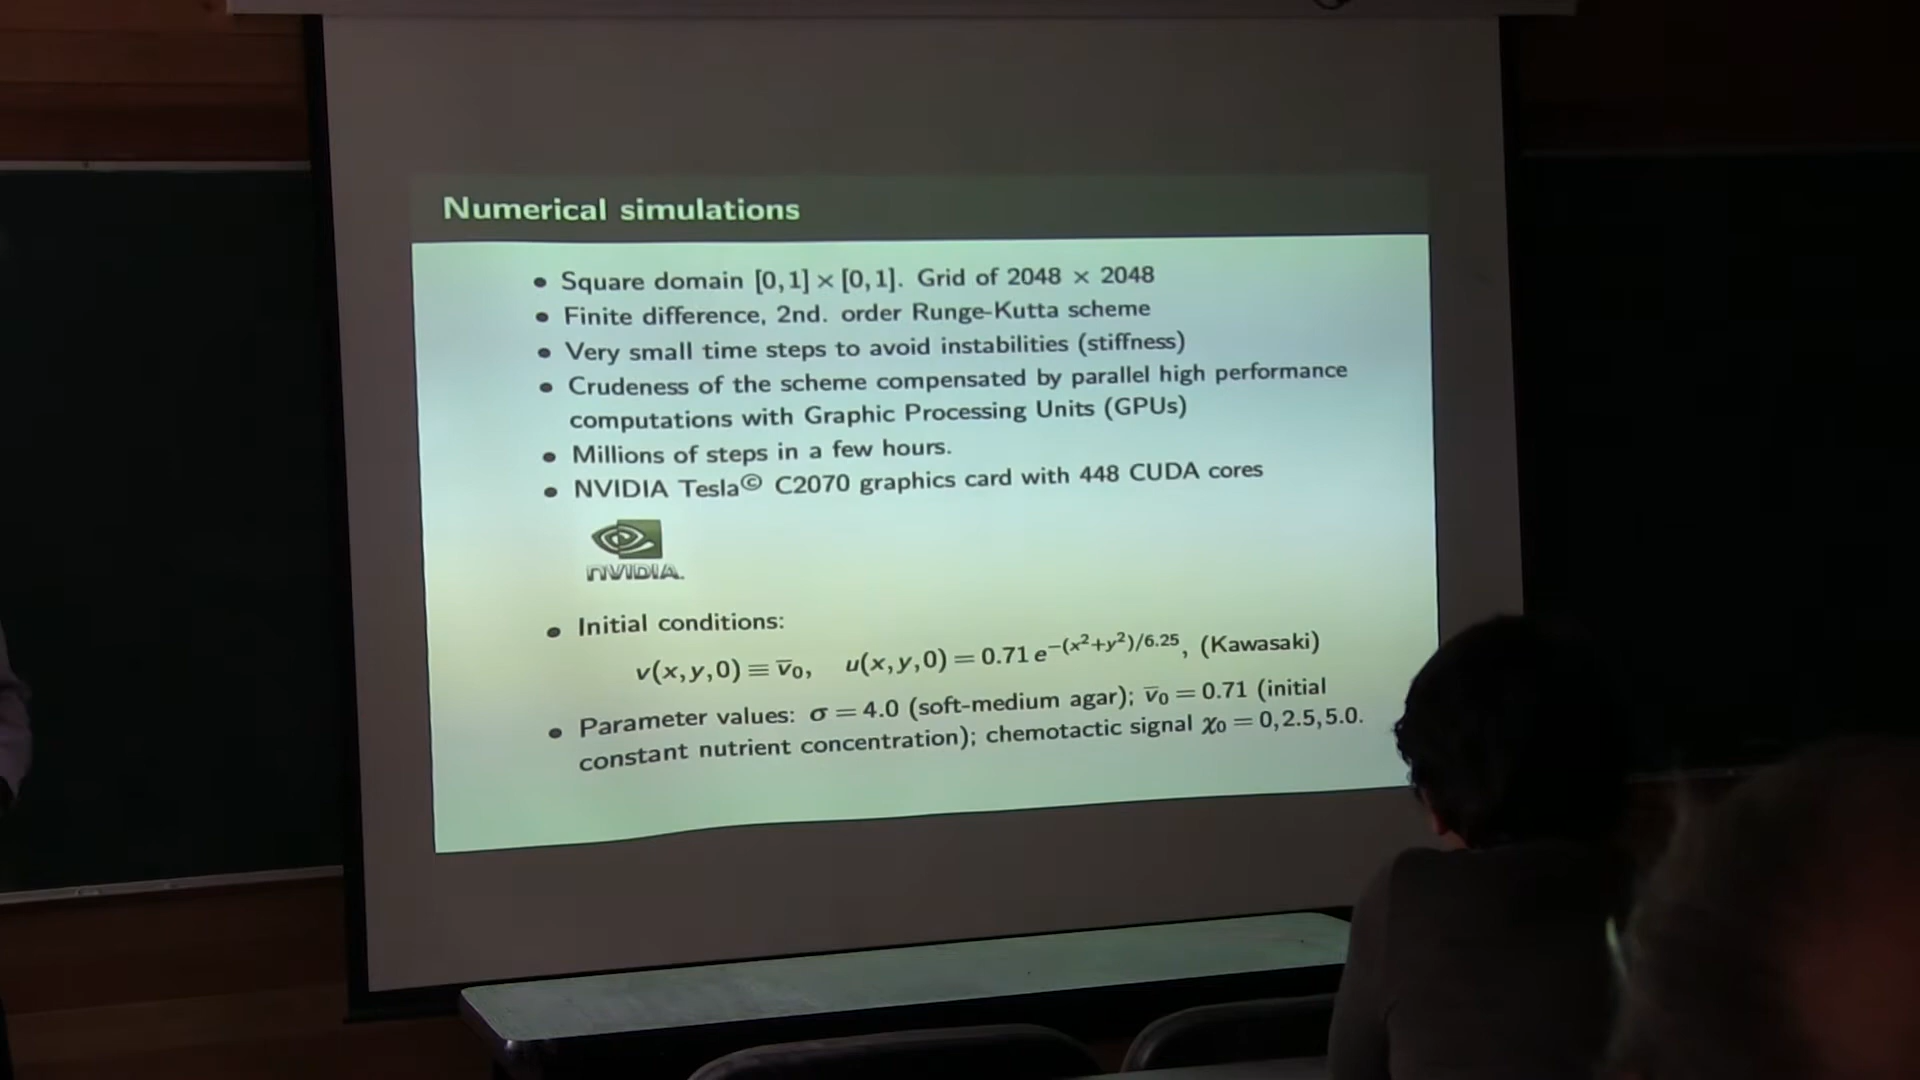 Numerical simulations
• Square domain [0,1] × [0,1]. Grid of 2048 × 2048
• Finite difference, 2nd. order Runge-Kutta scheme
• Very small time steps to avoid instabilities (stiffness)
• Crudeness of the scheme compensated by parallel high performance
computations with Graphic Processing Units (GPUs)
• Millions of steps in a few hours.
• NVIDIA Tesla© C2070 graphics card with 448 CUDA cores
nVIDIA.
• Initial conditions:
v(x,y,0) ≡ v̅₀, u(x,y,0) = 0.71 e^{−(x²+y²)/6.25}, (Kawasaki)
• Parameter values: σ = 4.0 (soft-medium agar); v̅₀ = 0.71 (initial
constant nutrient concentration); chemotactic signal χ₀ = 0,2.5,5.0.